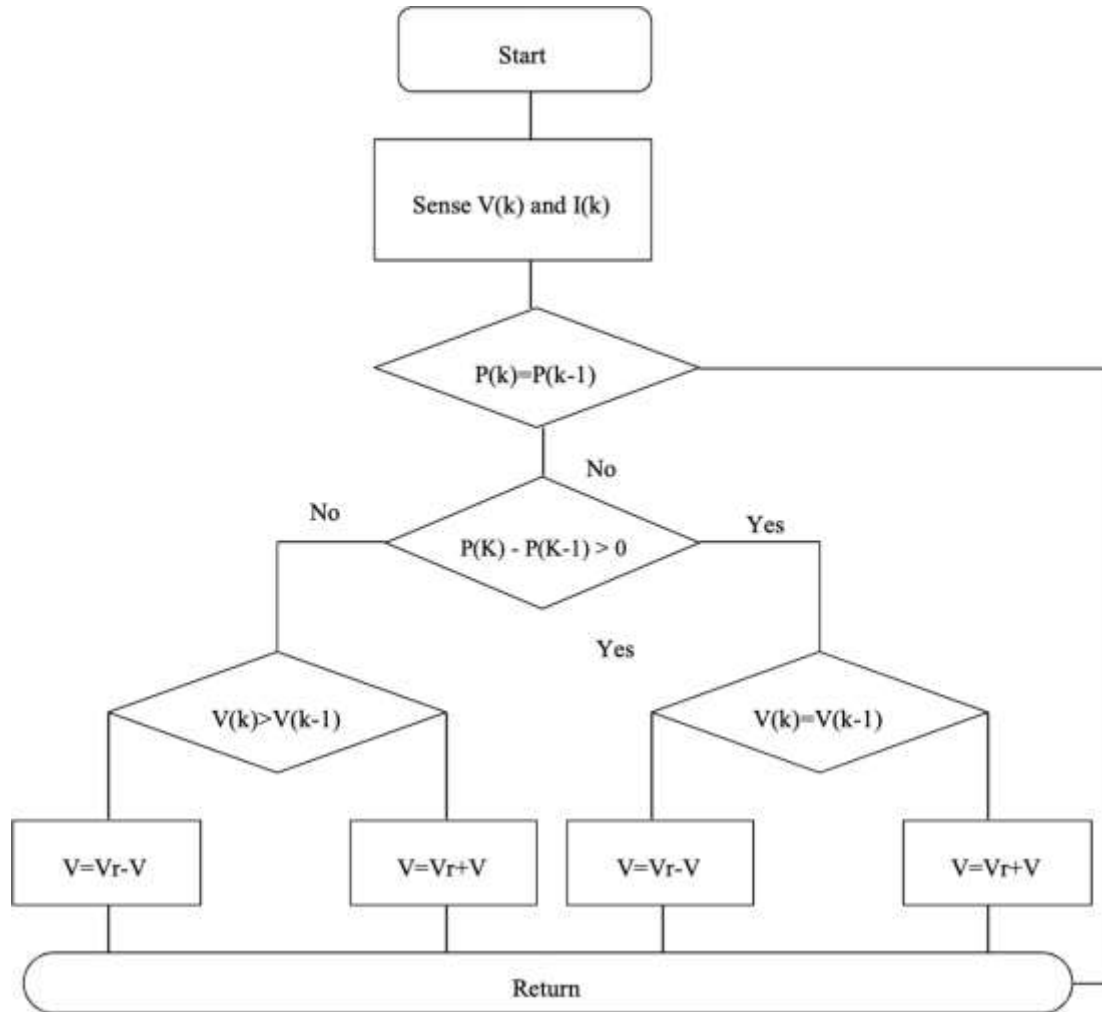 Start
Sense V(k) and I(k)
P(k)=P(k-1)
No
No
Yes
P(K) - P(K-1) > 0
Yes
V(k)>V(k-1)
V(k)=V(k-1)
V=Vr-V
V=Vr+V
V=Vr-V
V=Vr+V
Return